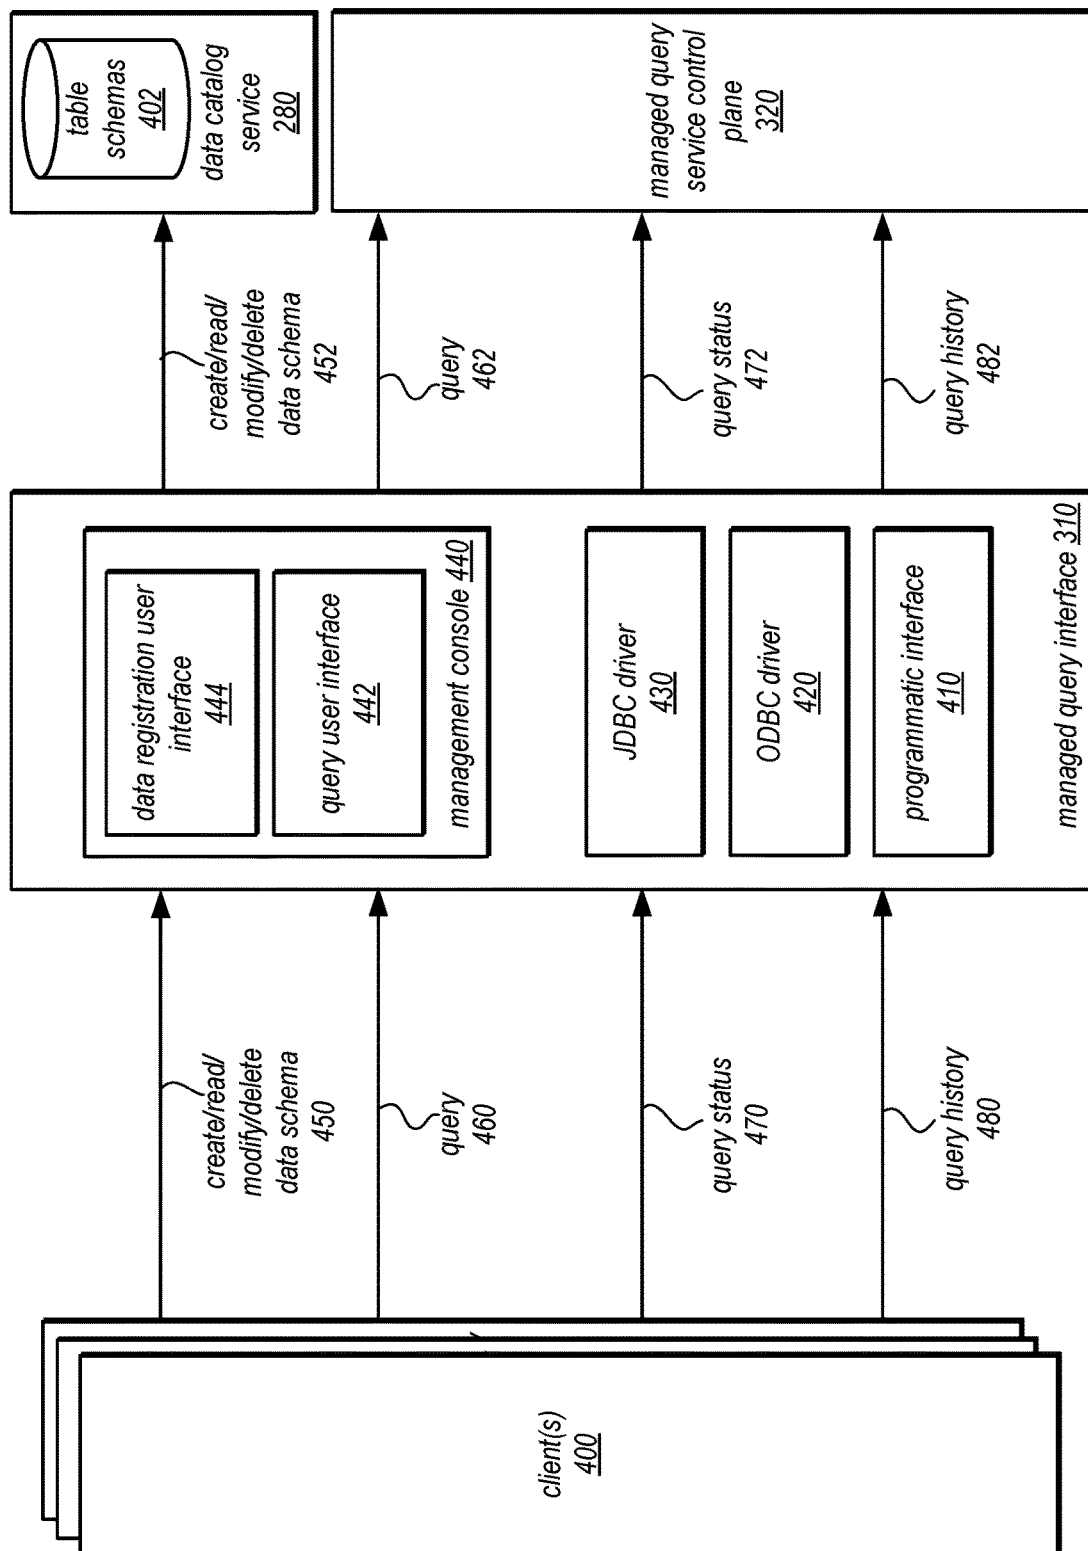 client(s)
400
create/read/
modify/delete
data schema
450
query
460
query status
470
query history
480
data registration user
interface
444
query user interface
442
management console 440
JDBC driver
430
ODBC driver
420
programmatic interface
410
managed query interface 310
create/read/
modify/delete
data schema
452
query
462
query status
472
query history
482
table
schemas
402
data catalog
service
280
managed query
service control
plane
320